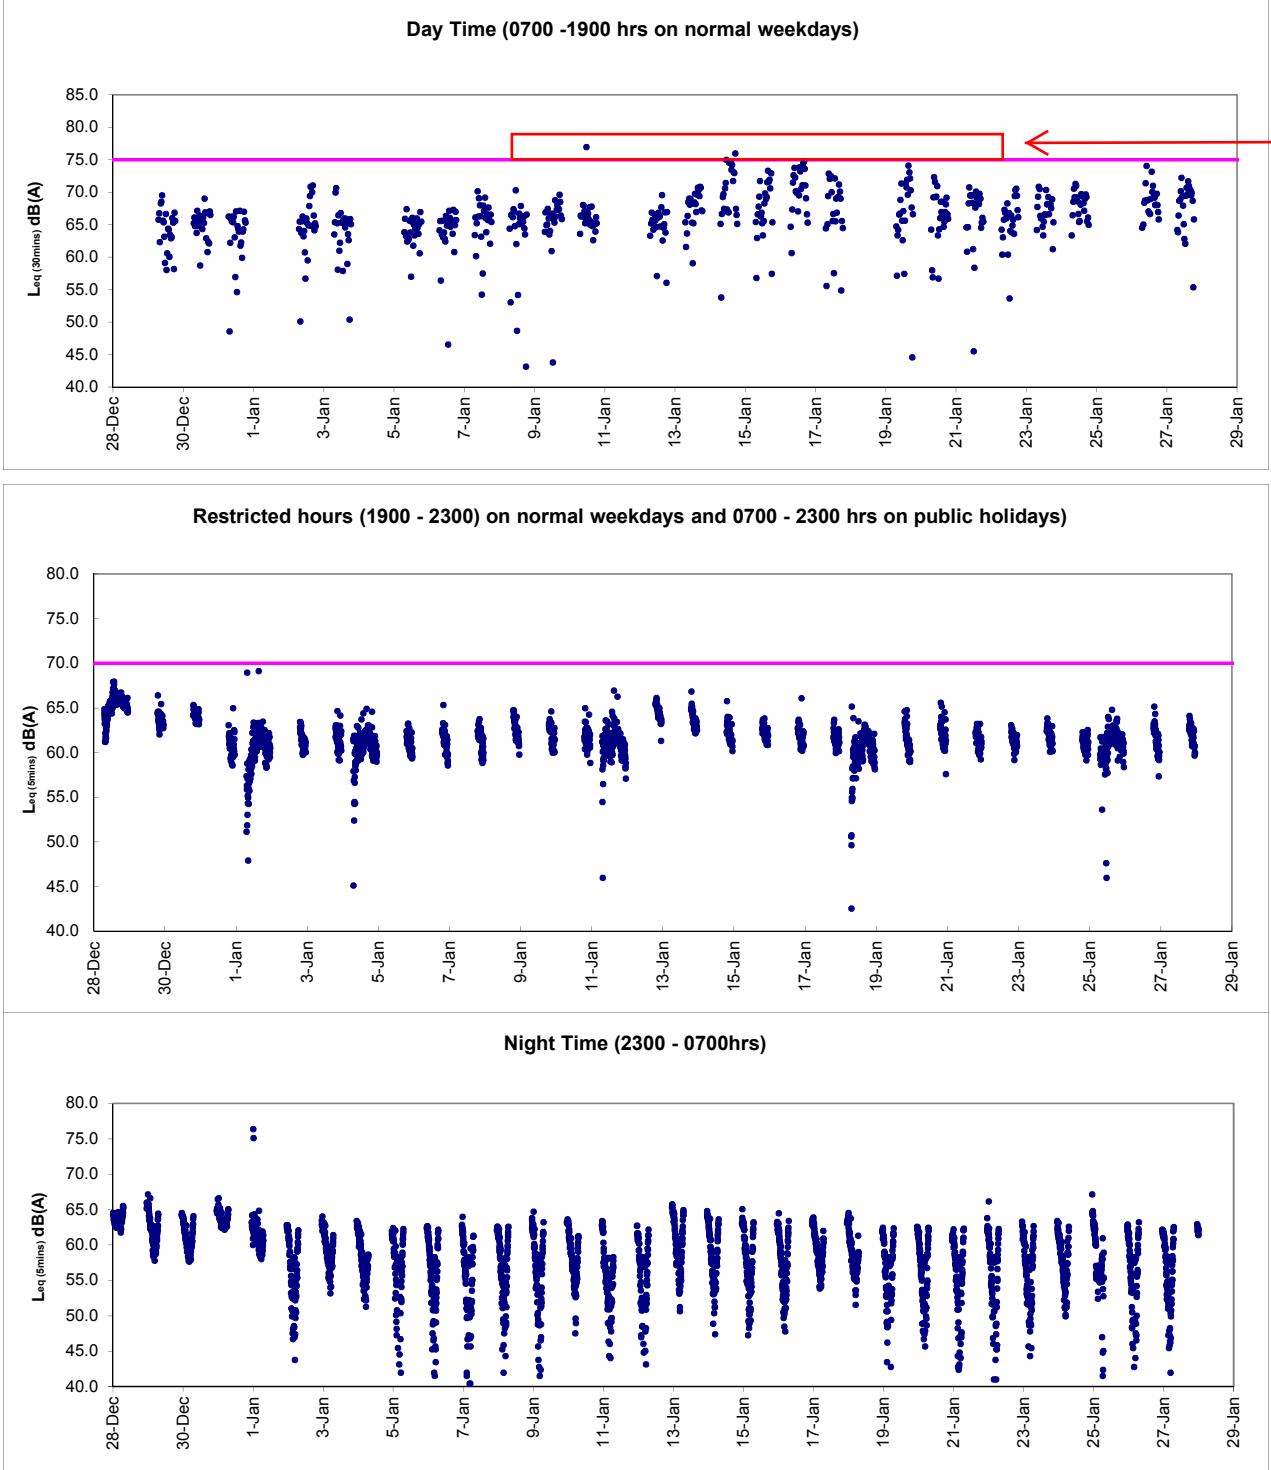 Day Time (0700 -1900 hrs on normal weekdays)
85.0
80.0
75.0
70.0
65.0
60.0
55.0
50.0
45.0
40.0
Leq (30mins) dB(A)
28-Dec
30-Dec
1-Jan
3-Jan
5-Jan
7-Jan
9-Jan
11-Jan
13-Jan
15-Jan
17-Jan
19-Jan
21-Jan
23-Jan
25-Jan
27-Jan
29-Jan
Restricted hours (1900 - 2300) on normal weekdays and 0700 - 2300 hrs on public holidays)
80.0
75.0
70.0
65.0
60.0
55.0
50.0
45.0
40.0
Leq (5mins) dB(A)
28-Dec
30-Dec
1-Jan
3-Jan
5-Jan
7-Jan
9-Jan
11-Jan
13-Jan
15-Jan
17-Jan
19-Jan
21-Jan
23-Jan
25-Jan
27-Jan
29-Jan
Night Time (2300 - 0700hrs)
80.0
75.0
70.0
65.0
60.0
55.0
50.0
45.0
40.0
Leq (5mins) dB(A)
28-Dec
30-Dec
1-Jan
3-Jan
5-Jan
7-Jan
9-Jan
11-Jan
13-Jan
15-Jan
17-Jan
19-Jan
21-Jan
23-Jan
25-Jan
27-Jan
29-Jan